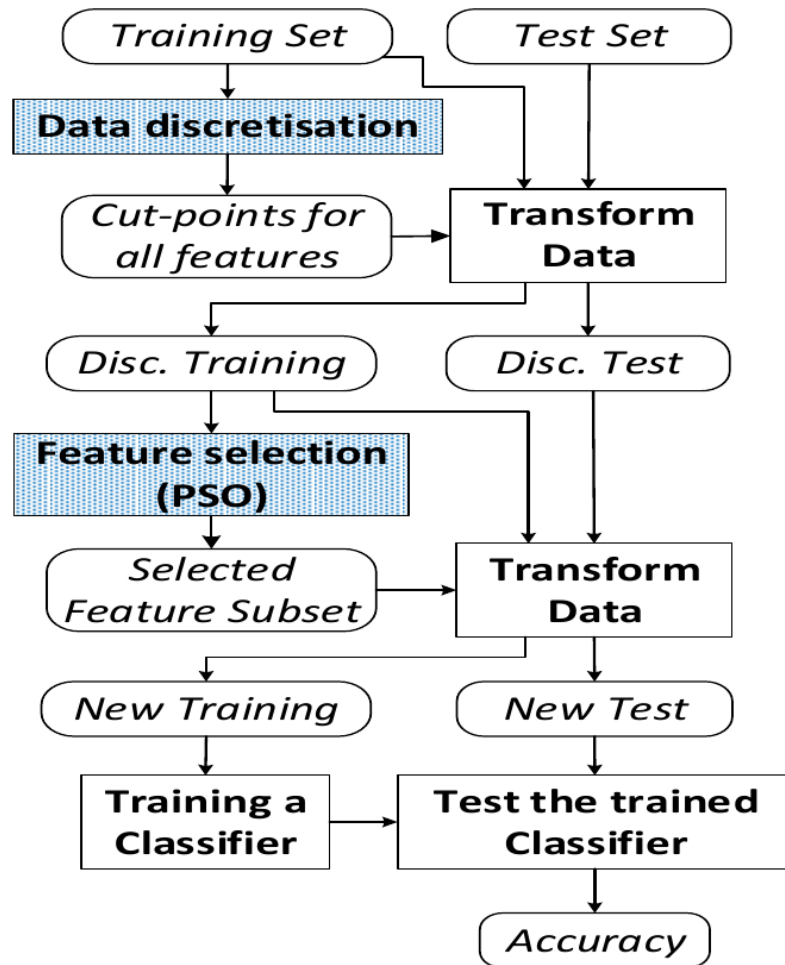 Training Set
Test Set
Data discretisation
Cut-points for
all features
Transform
Data
Disc. Training
Disc. Test
Feature selection
(PSO)
Selected
Feature Subset
Transform
Data
New Training
New Test
Training a
Classifier
Test the trained
Classifier
Accuracy